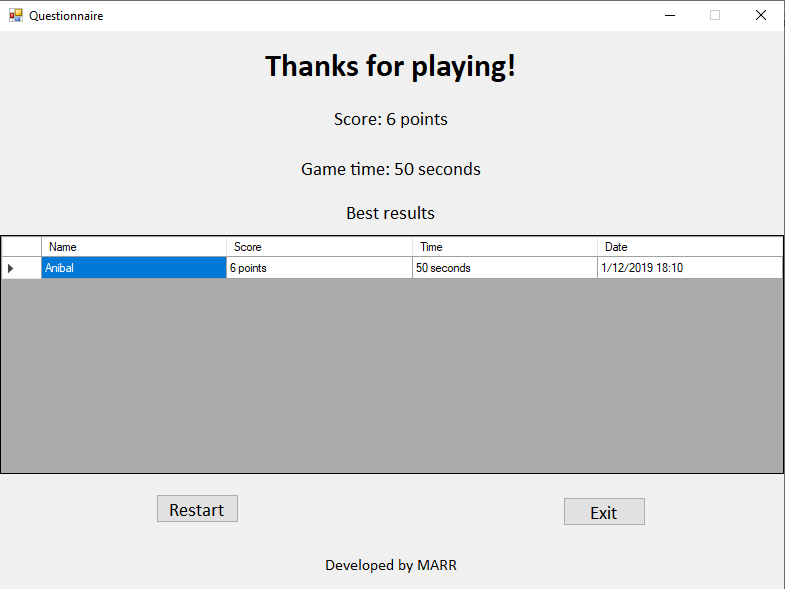 Questionnaire
Thanks for playing!
Score: 6 points
Game time: 50 seconds
Best results
Name Score Time Date
Anibal 6 points 50 seconds 1/12/2019 18:10
Restart Exit
Developed by MARR